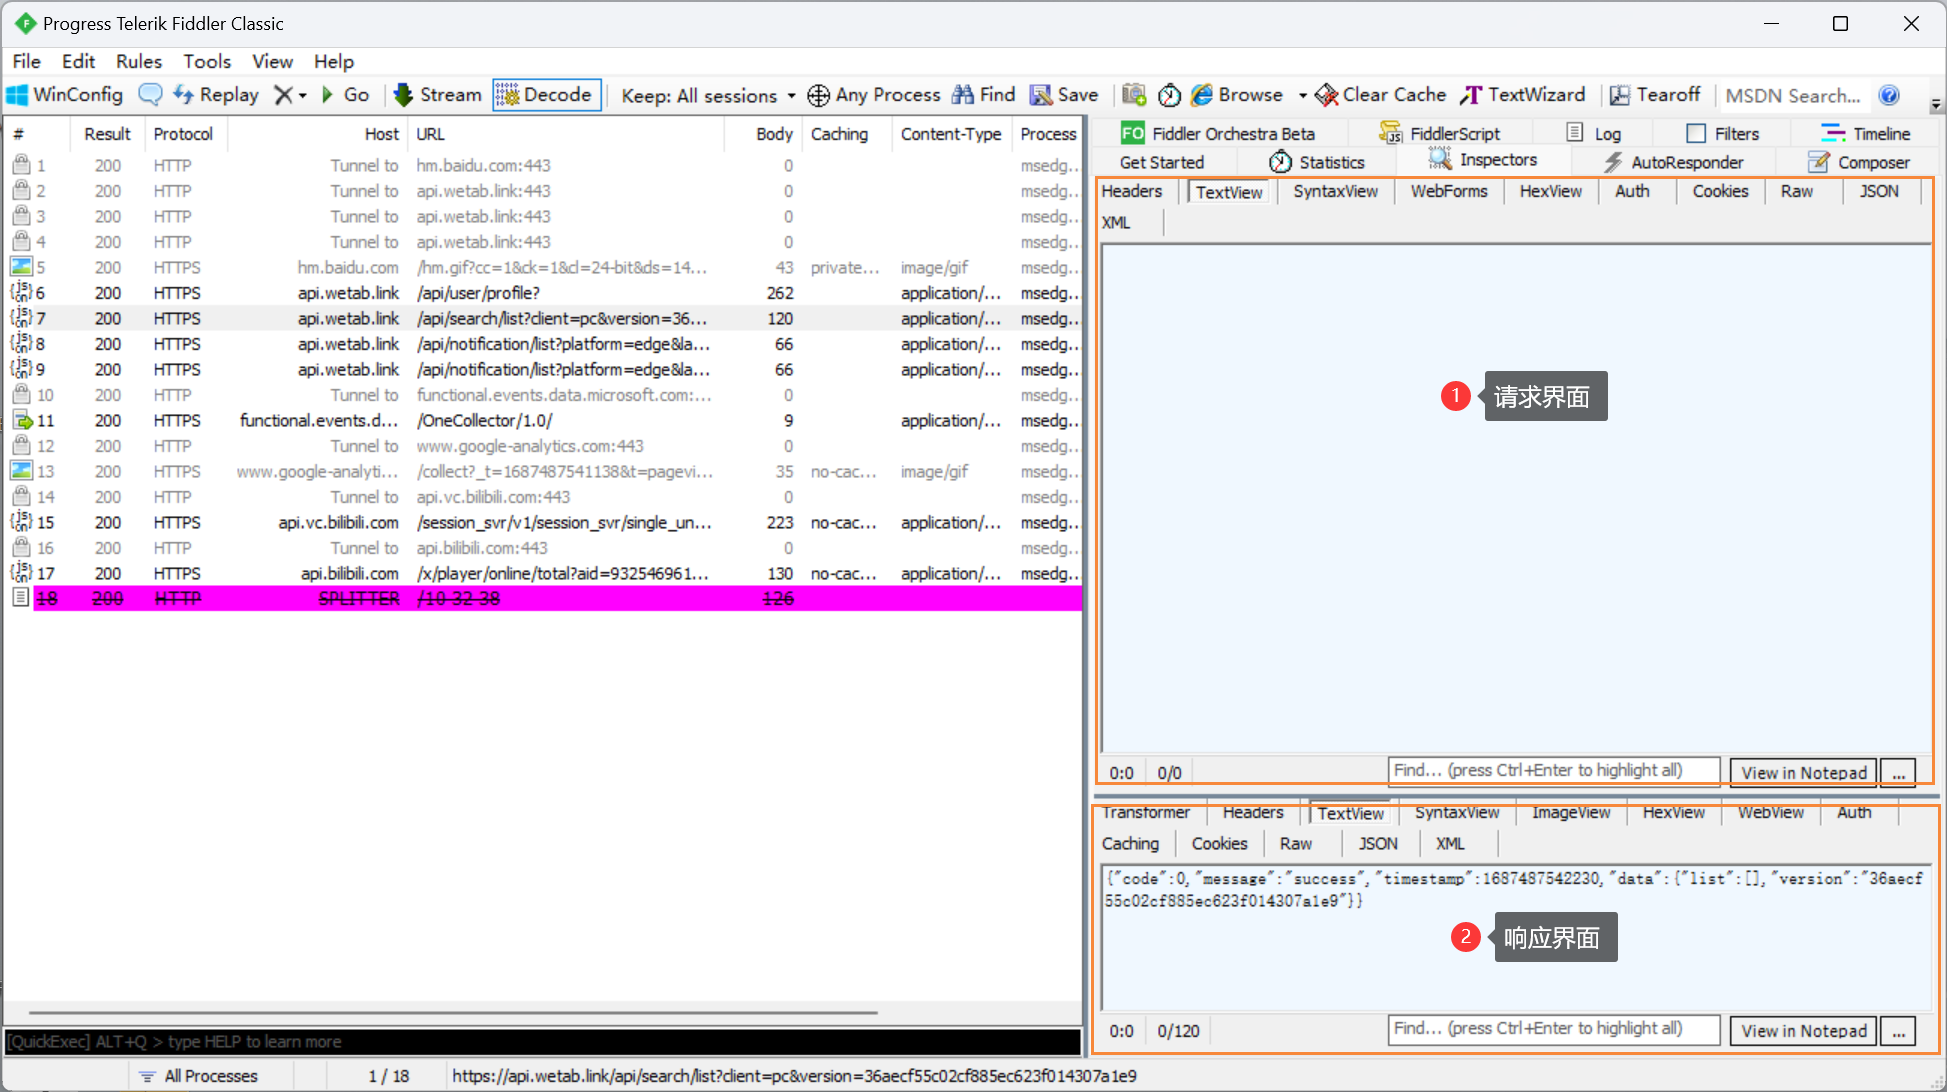 Progress Telerik Fiddler Classic
File Edit Rules Tools View Help
WinConfig Replay Go Stream Decode Keep: All sessions Any Process Find Save Browse Clear Cache TextWizard Tearoff MSDN Search...
# Result Protocol Host URL Body Caching Content-Type Process
1 200 HTTP Tunnel to hm.baidu.com:443 0 msedg...
2 200 HTTP Tunnel to api.wetab.link:443 0 msedg...
3 200 HTTP Tunnel to api.wetab.link:443 0 msedg...
4 200 HTTP Tunnel to api.wetab.link:443 0 msedg...
5 200 HTTPS hm.baidu.com /hm.gif?cc=1&ck=1&cl=24-bit&ds=14... 43 private... image/gif msedg...
6 200 HTTPS api.wetab.link /api/user/profile? 262 application/... msedg...
7 200 HTTPS api.wetab.link /api/search/list?client=pc&version=36... 120 application/... msedg...
8 200 HTTPS api.wetab.link /api/notification/list?platform=edge&la... 66 application/... msedg...
9 200 HTTPS api.wetab.link /api/notification/list?platform=edge&la... 66 application/... msedg...
10 200 HTTP Tunnel to functional.events.data.microsoft.com:... 0 msedg...
11 200 HTTPS functional.events.d... /OneCollector/1.0/ 9 application/... msedg...
12 200 HTTP Tunnel to www.google-analytics.com:443 0 msedg...
13 200 HTTPS www.google-analyti... /collect?_t=1687487541138&t=pagevi... 35 no-cac... image/gif msedg...
14 200 HTTP Tunnel to api.vc.bilibili.com:443 0 msedg...
15 200 HTTPS api.vc.bilibili.com /session_svr/v1/session_svr/single_un... 223 no-cac... application/... msedg...
16 200 HTTP Tunnel to api.bilibili.com:443 0 msedg...
17 200 HTTPS api.bilibili.com /x/player/online/total?aid=932546961... 130 no-cac... application/... msedg...
18 200 HTTP SPLITTER /10-32-38 126
[QuickExec] ALT+Q > type HELP to learn more
FO Fiddler Orchestra Beta FiddlerScript Log Filters Timeline
Get Started Statistics Inspectors AutoResponder Composer
Headers TextView SyntaxView WebForms HexView Auth Cookies Raw JSON
XML
1 请求界面
0:0 0/0 Find... (press Ctrl+Enter to highlight all) View in Notepad ...
Transformer Headers TextView SyntaxView ImageView HexView WebView Auth
Caching Cookies Raw JSON XML
{"code":0,"message":"success","timestamp":1687487542230,"data":{"list":[],"version":"36aecf
55c02cf885ec623f014307a1e9"}}
2 响应界面
0:0 0/120 Find... (press Ctrl+Enter to highlight all) View in Notepad ...
All Processes 1 / 18 https://api.wetab.link/api/search/list?client=pc&version=36aecf55c02cf885ec623f014307a1e9